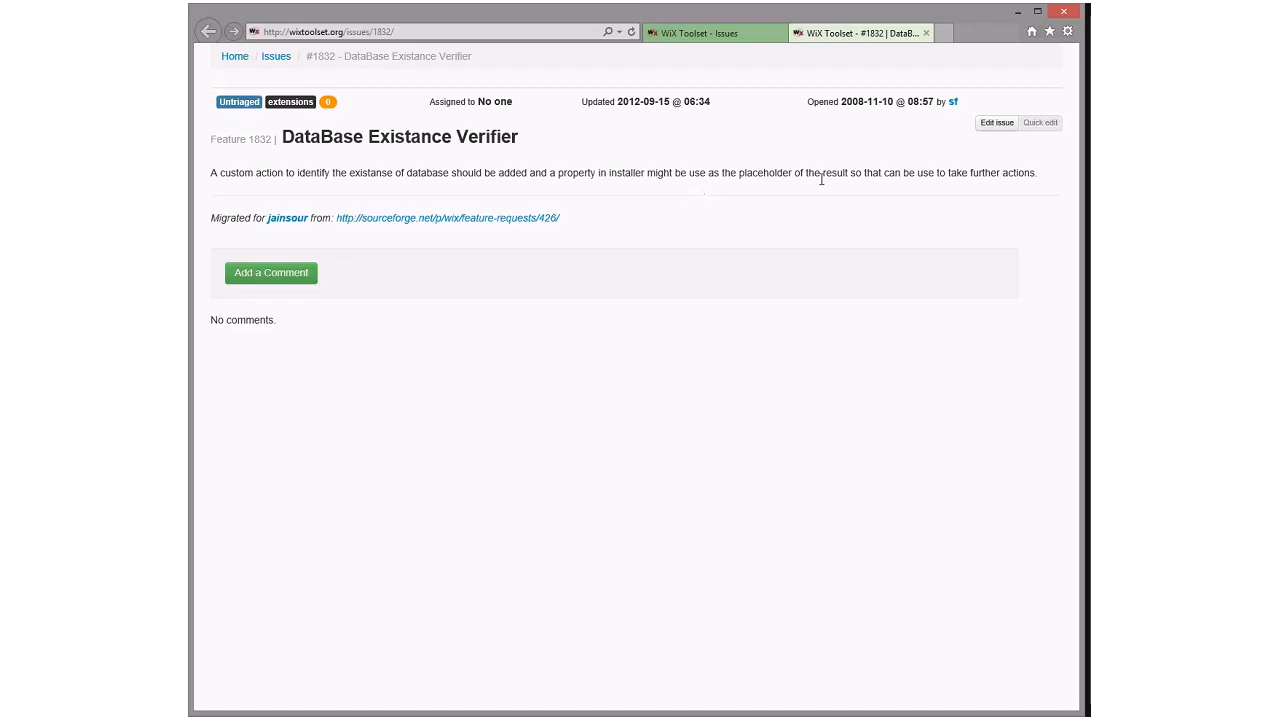 http://wixtoolset.org/issues/1832/
WiX Toolset - Issues
WiX Toolset - #1832 | DataB...
Home / Issues / #1832 - DataBase Existance Verifier
Untriaged extensions 0 Assigned to No one Updated 2012-09-15 @ 06:34 Opened 2008-11-10 @ 08:57 by sf
Edit issue Quick edit
Feature 1832 | DataBase Existance Verifier
A custom action to identify the existanse of database should be added and a property in installer might be use as the placeholder of the result so that can be use to take further actions.
Migrated for jainsour from: http://sourceforge.net/p/wix/feature-requests/426/
Add a Comment
No comments.